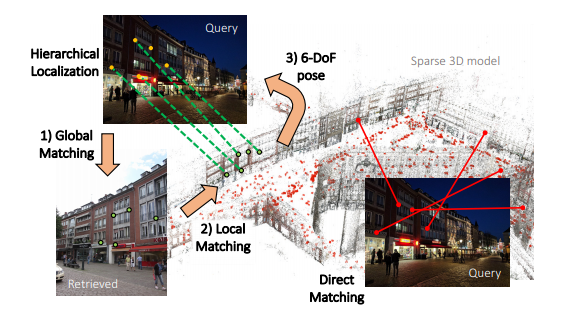 Query
Hierarchical
Localization
3) 6-DoF
pose
Sparse 3D model
1) Global
Matching
2) Local
Matching
Retrieved
Direct
Matching
Query